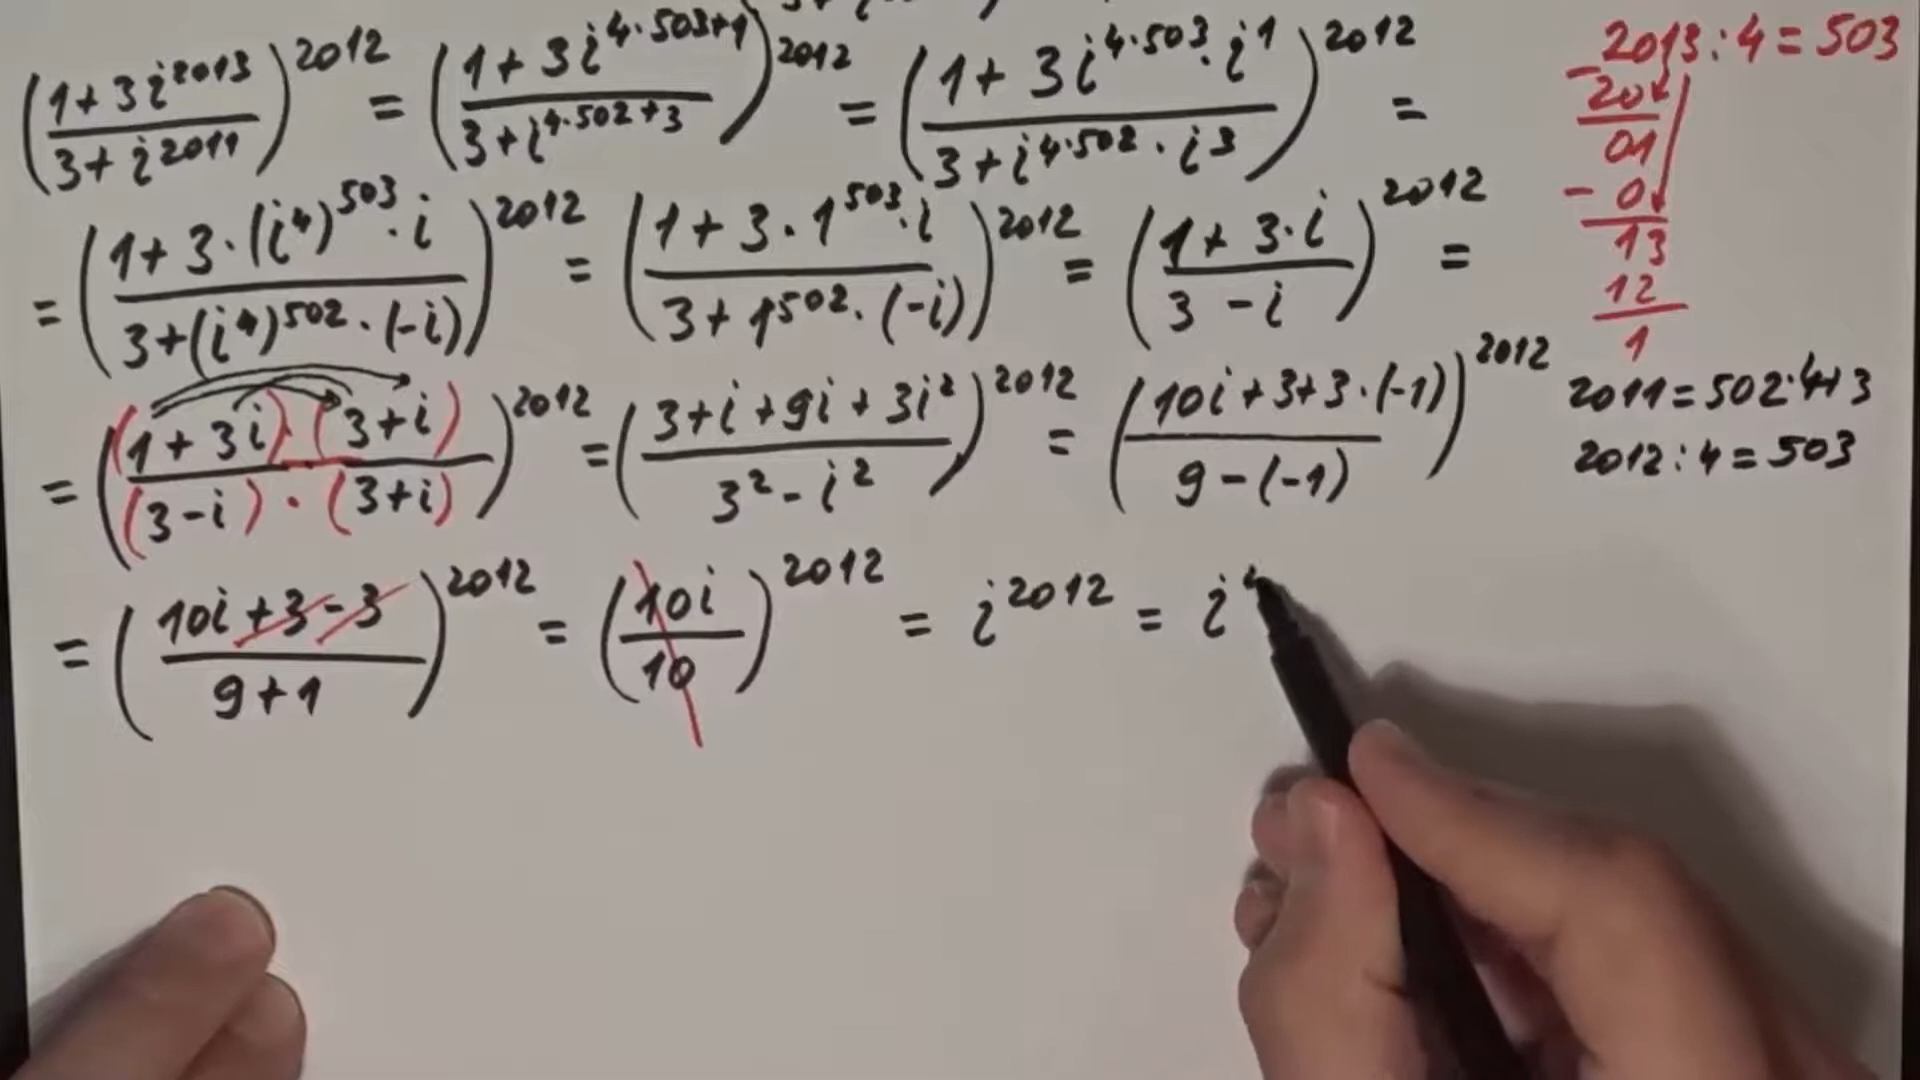 (1+3i^2013 / 3+i^2011)^2012 = (1+3i^4·503+1 / 3+i^4·502+3)^2012 = (1+3i^4·503·i^1 / 3+i^4·502·i^3)^2012 =
= (1+3·(i^4)^503·i / 3+(i^4)^502·(-i))^2012 = (1+3·1^503·i / 3+1^502·(-i))^2012 = (1+3·i / 3-i)^2012 =
= ((1+3i)·(3+i) / (3-i)·(3+i))^2012 = (3+i+9i+3i^2 / 3^2-i^2)^2012 = (10i+3+3·(-1) / 9-(-1))^2012
= (10i+3-3 / 9+1)^2012 = (10i / 10)^2012 = i^2012 = i^4
2013:4=503
-20
01
-0
13
12
1
2011=502·4+3
2012:4=503